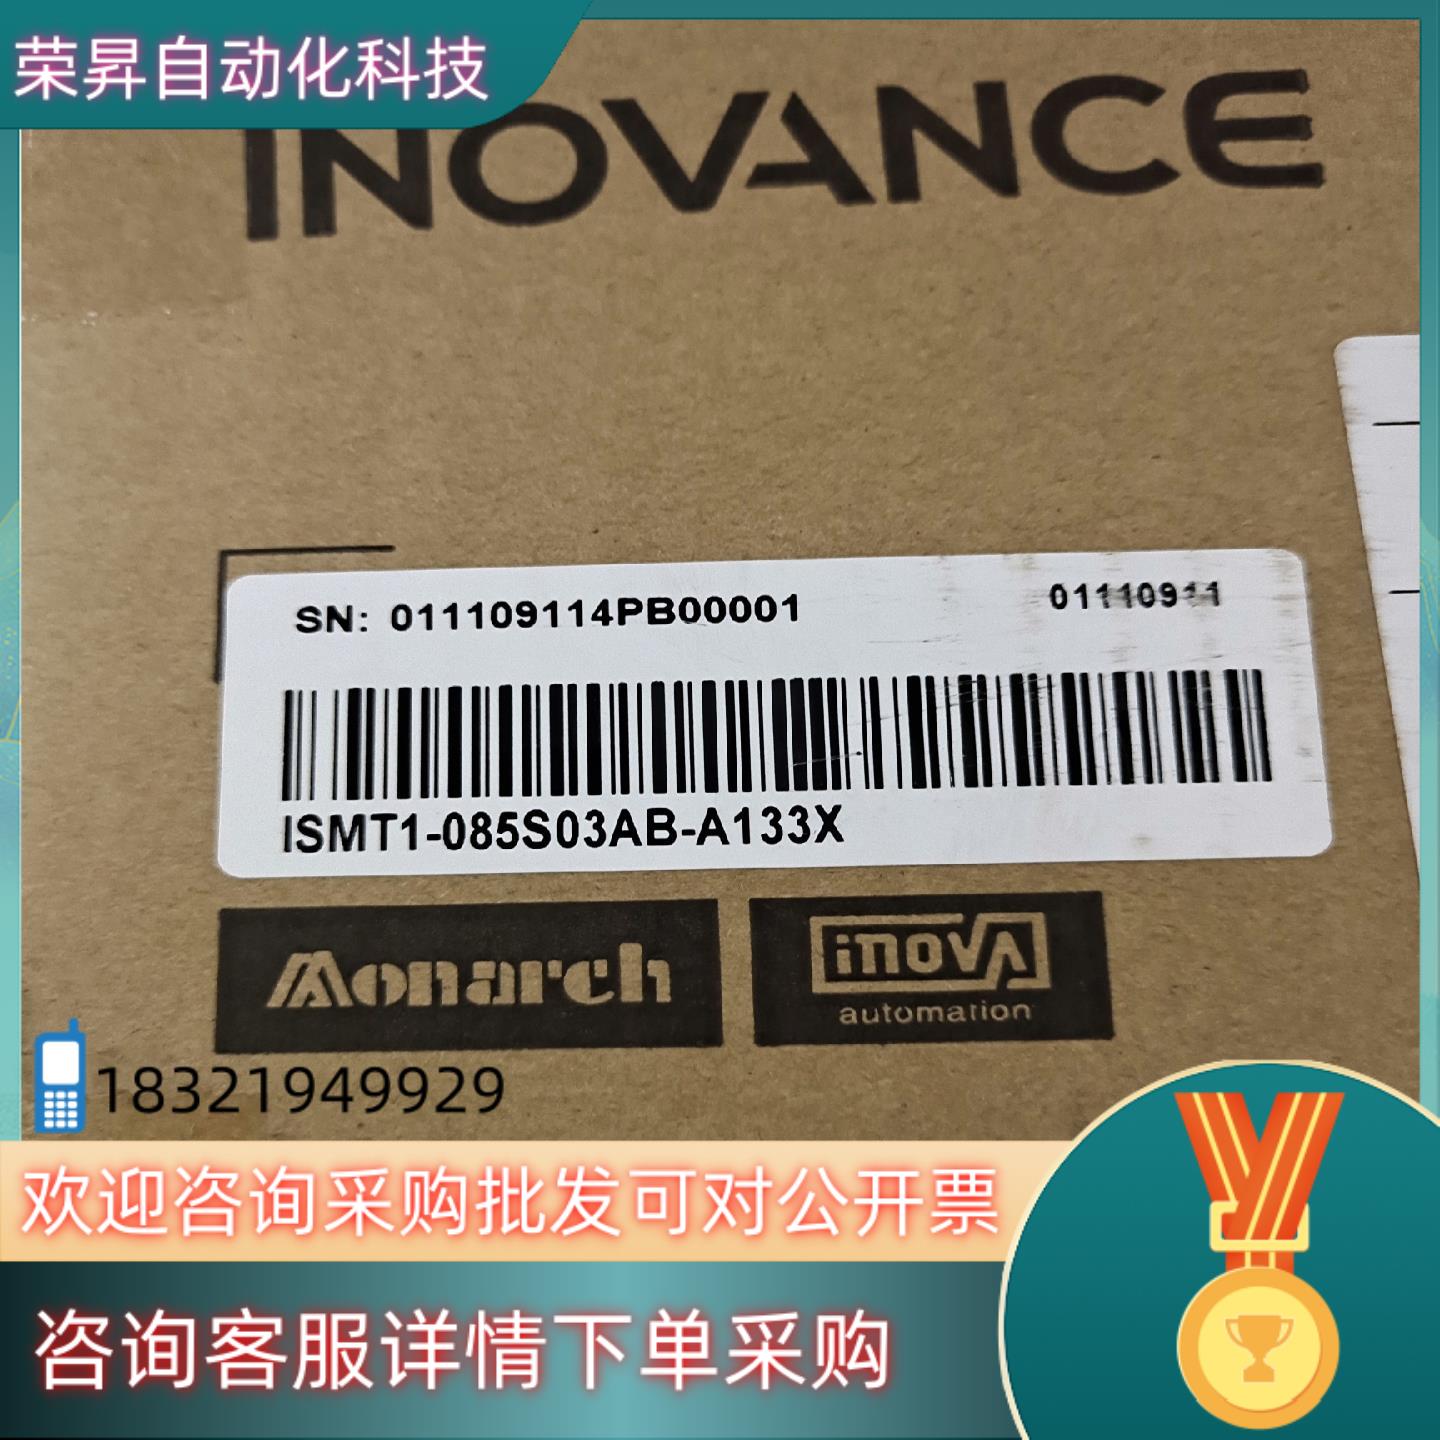 荣昇自动化科技
INOVANCE
SN: 011109114PB00001
01110911
ISMT1-085S03AB-A133X
Monarch
inovA
automation
18321949929
欢迎咨询采购批发可对公开票
咨询客服详情下单采购